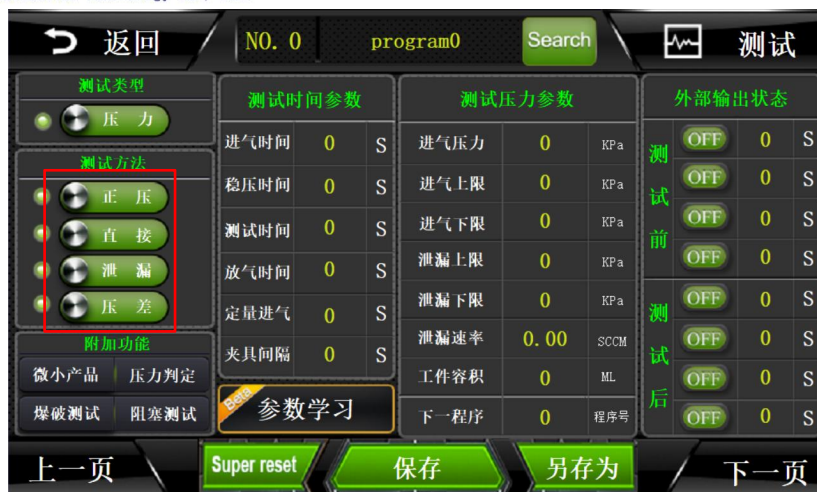 返回
NO. 0
program0
Search
测试
测试类型
压 力
测试方法
正 压
直 接
泄 漏
压 差
附加功能
微小产品 压力判定
爆破测试 阻塞测试
测试时间参数
进气时间 0 S
稳压时间 0 S
测试时间 0 S
放气时间 0 S
定量进气 0 S
夹具间隔 0 S
Beta 参数学习
测试压力参数
进气压力 0 KPa
进气上限 0 KPa
进气下限 0 KPa
泄漏上限 0 KPa
泄漏下限 0 KPa
泄漏速率 0.00 SCCM
工件容积 0 ML
下一程序 0 程序号
外部输出状态
测试前
OFF 0 S
OFF 0 S
OFF 0 S
OFF 0 S
测试后
OFF 0 S
OFF 0 S
OFF 0 S
OFF 0 S
上一页
Super reset
保存
另存为
下一页